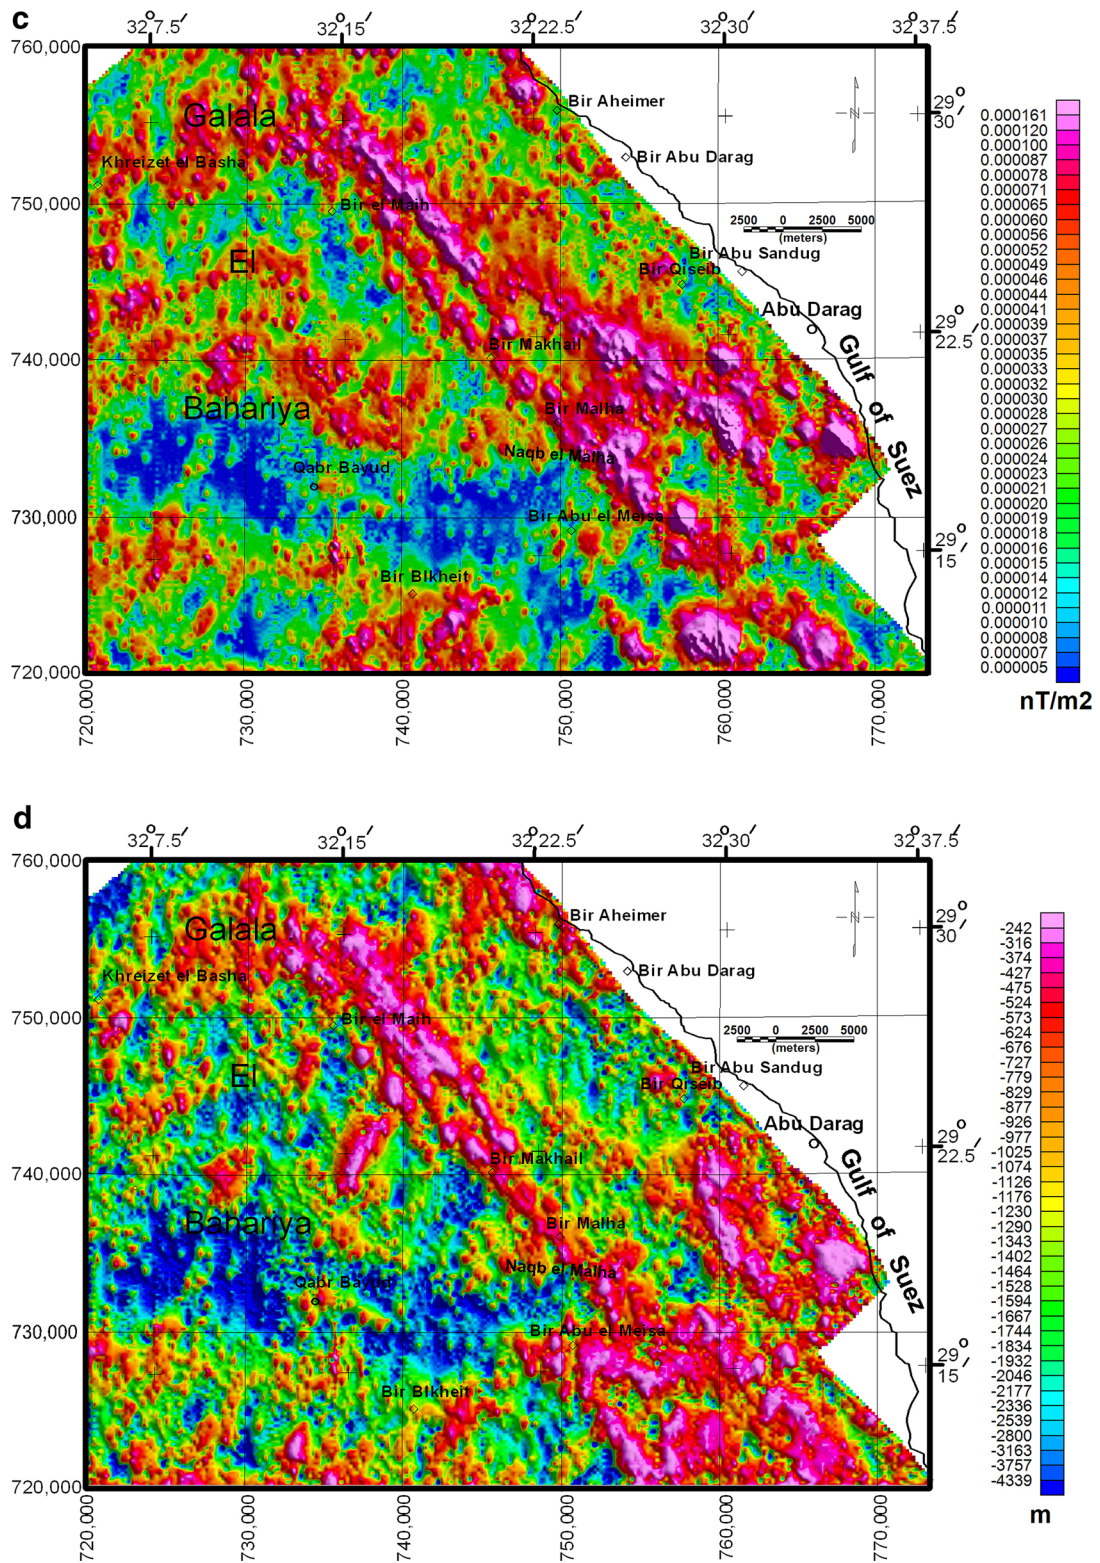 c
32° 7.5′ 32° 15′ 32° 22.5′ 32° 30′ 32° 37.5′
760,000
750,000
740,000
730,000
720,000
Galala
Khreizet el Basha
Bir el Maih
El
Bahariya
Qabr Bayud
Bir Blkheit
Bir Makhail
Bir Malha
Naqb el Malha
Bir Abu el Meisa
Bir Aheimer
Bir Abu Darag
2500 0 2500 5000
(meters)
Bir Abu Sandug
Bir Qiseib
Abu Darag
Gulf of Suez
N
29° 30′
29° 22.5′
29° 15′
720,000 730,000 740,000 750,000 760,000 770,000
0.000161
0.000120
0.000100
0.000087
0.000078
0.000071
0.000065
0.000060
0.000056
0.000052
0.000049
0.000046
0.000044
0.000041
0.000039
0.000037
0.000035
0.000033
0.000032
0.000030
0.000028
0.000027
0.000026
0.000024
0.000023
0.000021
0.000020
0.000019
0.000018
0.000016
0.000015
0.000014
0.000012
0.000011
0.000010
0.000008
0.000007
0.000005
nT/m2
d
32° 7.5′ 32° 15′ 32° 22.5′ 32° 30′ 32° 37.5′
760,000
750,000
740,000
730,000
720,000
Galala
Khreizet el Basha
Bir el Maih
El
Bahariya
Qabr Bayud
Bir Blkheit
Bir Makhail
Bir Malha
Naqb el Malha
Bir Abu el Meisa
Bir Aheimer
Bir Abu Darag
2500 0 2500 5000
(meters)
Bir Abu Sandug
Bir Qiseib
Abu Darag
Gulf of Suez
N
29° 30′
29° 22.5′
29° 15′
720,000 730,000 740,000 750,000 760,000 770,000
-242
-316
-374
-427
-475
-524
-573
-624
-676
-727
-779
-829
-877
-926
-977
-1025
-1074
-1126
-1176
-1230
-1290
-1343
-1402
-1464
-1528
-1594
-1667
-1744
-1834
-1932
-2046
-2177
-2336
-2539
-2800
-3163
-3757
-4339
m